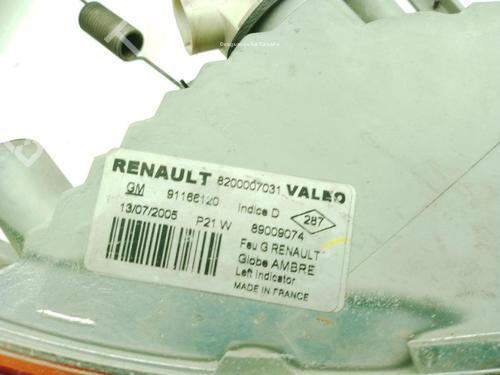 RENAULT 8200007031 VALEO
GM 91166120 Indice D 287
13/07/2005 P21 W 89009074
Feu G RENAULT
Globe AMBRE
Left Indicator
MADE IN FRANCE